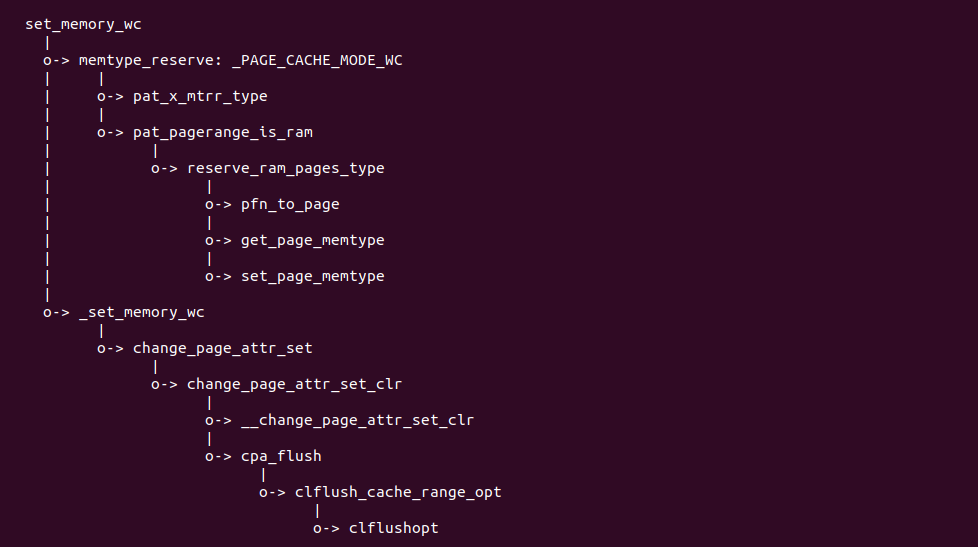 set_memory_wc
  |
  o-> memtype_reserve: _PAGE_CACHE_MODE_WC
  |     |
  |     o-> pat_x_mtrr_type
  |     |
  |     o-> pat_pagerange_is_ram
  |           |
  |           o-> reserve_ram_pages_type
  |                 |
  |                 o-> pfn_to_page
  |                 |
  |                 o-> get_page_memtype
  |                 |
  |                 o-> set_page_memtype
  |
  o-> _set_memory_wc
        |
        o-> change_page_attr_set
              |
              o-> change_page_attr_set_clr
                    |
                    o-> __change_page_attr_set_clr
                    |
                    o-> cpa_flush
                          |
                          o-> clflush_cache_range_opt
                                |
                                o-> clflushopt